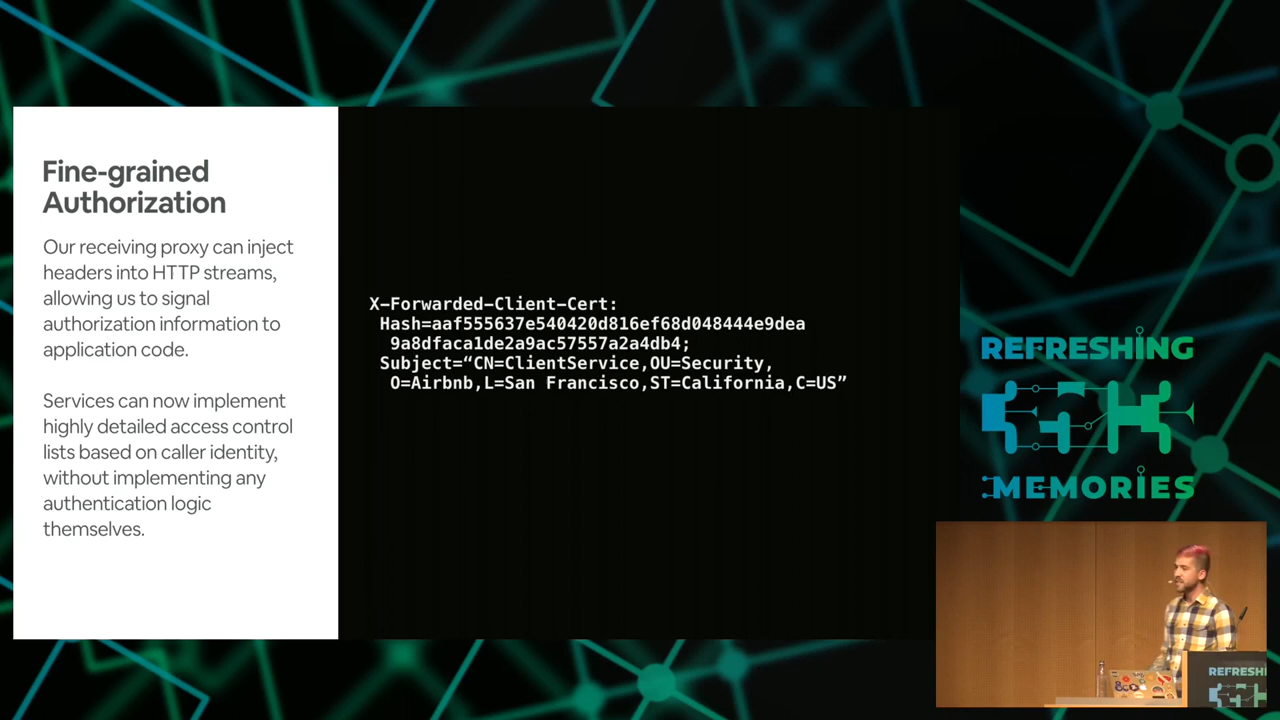 Fine-grained
Authorization
Our receiving proxy can inject
headers into HTTP streams,
allowing us to signal
authorization information to
application code.
Services can now implement
highly detailed access control
lists based on caller identity,
without implementing any
authentication logic
themselves.
X-Forwarded-Client-Cert:
Hash=aaf555637e540420d816ef68d048444e9dea
9a8dfaca1de2a9ac57557a2a4db4;
Subject=“CN=ClientService,OU=Security,
O=Airbnb,L=San Francisco,ST=California,C=US”
REFRESHING
35C3
MEMORIES